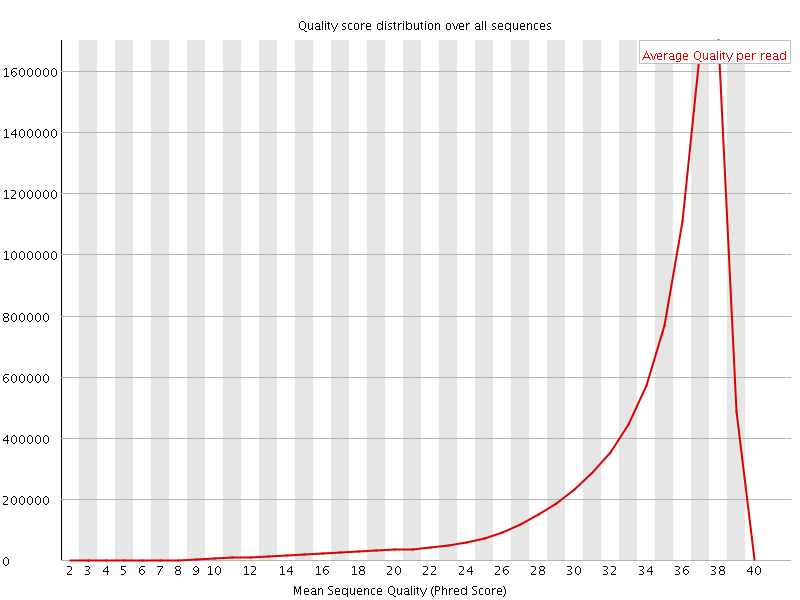 Quality score distribution over all sequences
Average Quality per read
1600000
1400000
1200000
1000000
800000
600000
400000
200000
0
2 3 4 5 6 7 8 9 10 12 14 16 18 20 22 24 26 28 30 32 34 36 38 40
Mean Sequence Quality (Phred Score)